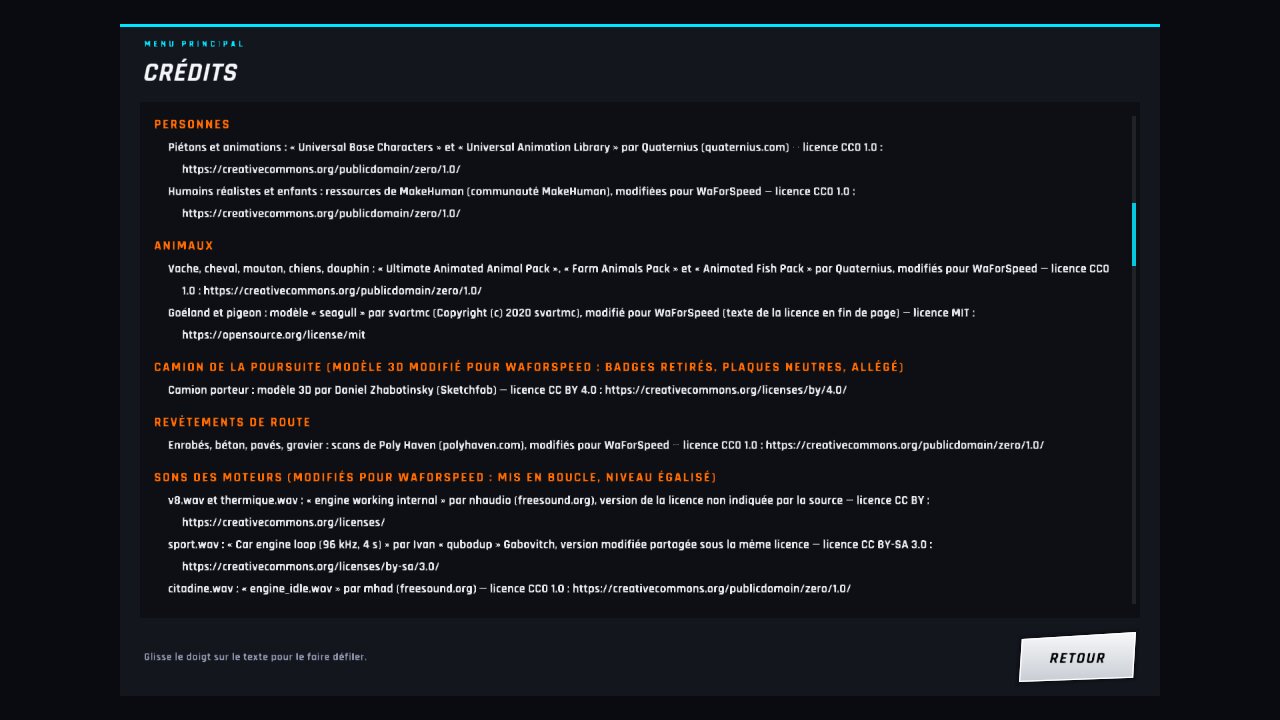 MENU PRINCIPAL
CRÉDITS
PERSONNES
Piétons et animations : « Universal Base Characters » et « Universal Animation Library » par Quaternius (quaternius.com) — licence CC0 1.0 :
https://creativecommons.org/publicdomain/zero/1.0/
Humains réalistes et enfants : ressources de MakeHuman (communauté MakeHuman), modifiées pour WaForSpeed — licence CC0 1.0 :
https://creativecommons.org/publicdomain/zero/1.0/
ANIMAUX
Vache, cheval, mouton, chiens, dauphin : « Ultimate Animated Animal Pack », « Farm Animals Pack » et « Animated Fish Pack » par Quaternius, modifiés pour WaForSpeed — licence CC0
1.0 : https://creativecommons.org/publicdomain/zero/1.0/
Goéland et pigeon : modèle « seagull » par svartmc (Copyright (c) 2020 svartmc), modifié pour WaForSpeed (texte de la licence en fin de page) — licence MIT :
https://opensource.org/license/mit
CAMION DE LA POURSUITE (MODÈLE 3D MODIFIÉ POUR WAFORSPEED : BADGES RETIRÉS, PLAQUES NEUTRES, ALLÉGÉ)
Camion porteur : modèle 3D par Daniel Zhabotinsky (Sketchfab) — licence CC BY 4.0 : https://creativecommons.org/licenses/by/4.0/
REVÊTEMENTS DE ROUTE
Enrobés, béton, pavés, gravier : scans de Poly Haven (polyhaven.com), modifiés pour WaForSpeed — licence CC0 1.0 : https://creativecommons.org/publicdomain/zero/1.0/
SONS DES MOTEURS (MODIFIÉS POUR WAFORSPEED : MIS EN BOUCLE, NIVEAU ÉGALISÉ)
v8.wav et thermique.wav : « engine working internal » par nhaudio (freesound.org), version de la licence non indiquée par la source — licence CC BY :
https://creativecommons.org/licenses/
sport.wav : « Car engine loop (96 kHz, 4 s) » par Ivan « qubodup » Gabovitch, version modifiée partagée sous la même licence — licence CC BY-SA 3.0 :
https://creativecommons.org/licenses/by-sa/3.0/
citadine.wav : « engine_idle.wav » par mhad (freesound.org) — licence CC0 1.0 : https://creativecommons.org/publicdomain/zero/1.0/
Glisse le doigt sur le texte pour le faire défiler.
RETOUR